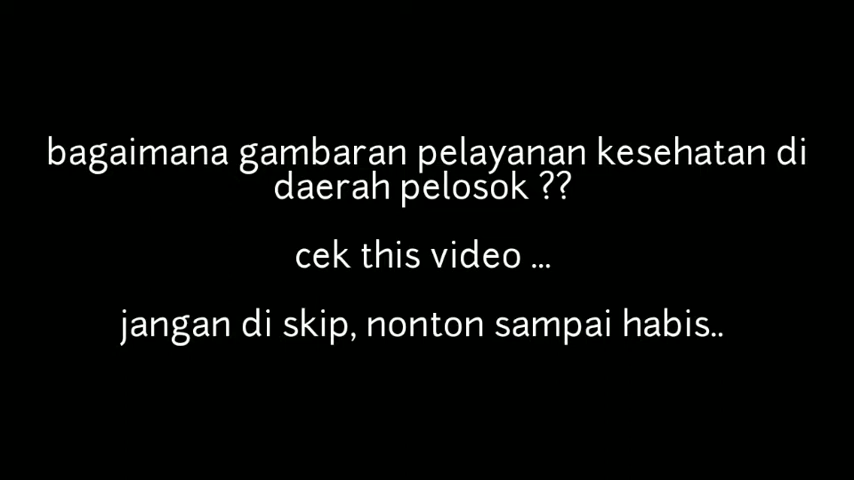 bagaimana gambaran pelayanan kesehatan di
daerah pelosok ??
cek this video ...
jangan di skip, nonton sampai habis..